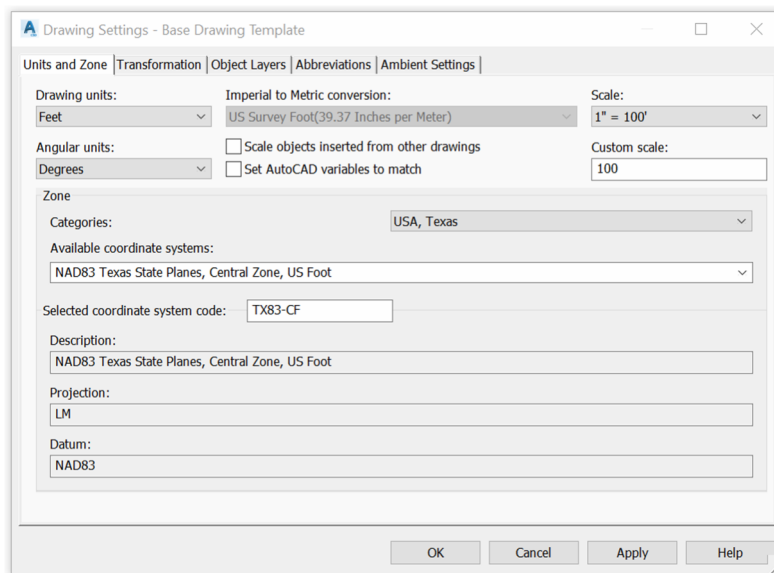 Drawing Settings - Base Drawing Template
Units and Zone Transformation Object Layers Abbreviations Ambient Settings
Drawing units: Imperial to Metric conversion: Scale:
Feet US Survey Foot(39.37 Inches per Meter) 1" = 100'
Angular units: Scale objects inserted from other drawings Custom scale:
Degrees Set AutoCAD variables to match 100
Zone
Categories: USA, Texas
Available coordinate systems:
NAD83 Texas State Planes, Central Zone, US Foot
Selected coordinate system code: TX83-CF
Description:
NAD83 Texas State Planes, Central Zone, US Foot
Projection:
LM
Datum:
NAD83
OK Cancel Apply Help